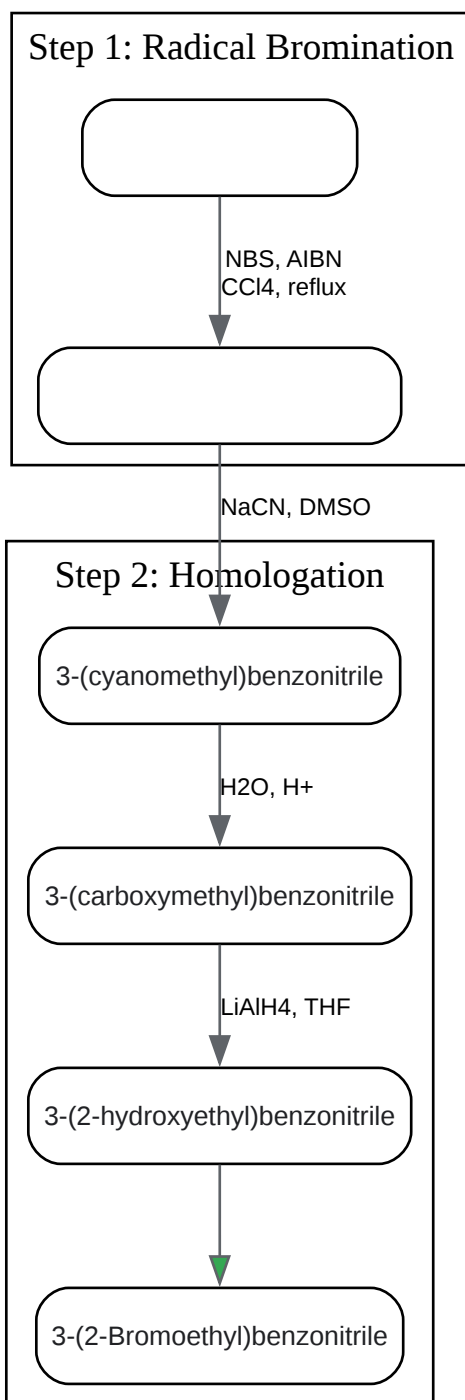 Step 1: Radical Bromination
NBS, AIBN
CCl4, reflux
NaCN, DMSO
Step 2: Homologation
3-(cyanomethyl)benzonitrile
H2O, H+
3-(carboxymethyl)benzonitrile
LiAlH4, THF
3-(2-hydroxyethyl)benzonitrile
3-(2-Bromoethyl)benzonitrile